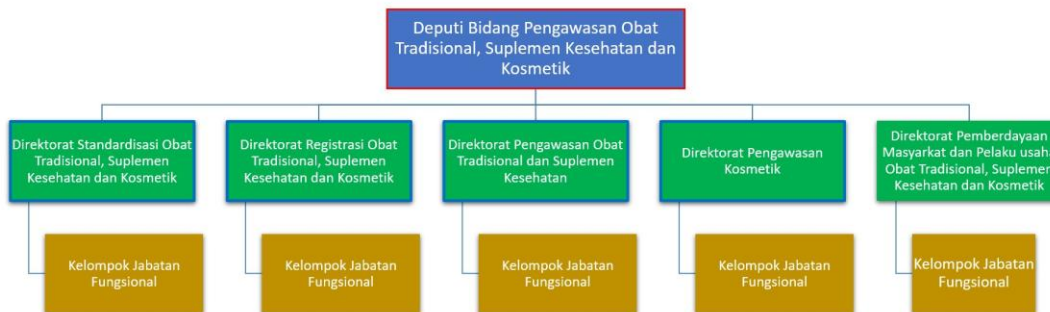 Deputi Bidang Pengawasan Obat
Tradisional, Suplemen Kesehatan dan
Kosmetik
Direktorat Standardisasi Obat
Tradisional, Suplemen
Kesehatan dan Kosmetik
Direktorat Registrasi Obat
Tradisional, Suplemen
Kesehatan dan Kosmetik
Direktorat Pengawasan Obat
Tradisional dan Suplemen
Kesehatan
Direktorat Pengawasan
Kosmetik
Direktorat Pemberdayaan
Masyarkat dan Pelaku usaha
Obat Tradisional, Suplemen
Kesehatan dan Kosmetik
Kelompok Jabatan
Fungsional
Kelompok Jabatan
Fungsional
Kelompok Jabatan
Fungsional
Kelompok Jabatan
Fungsional
Kelompok Jabatan
Fungsional